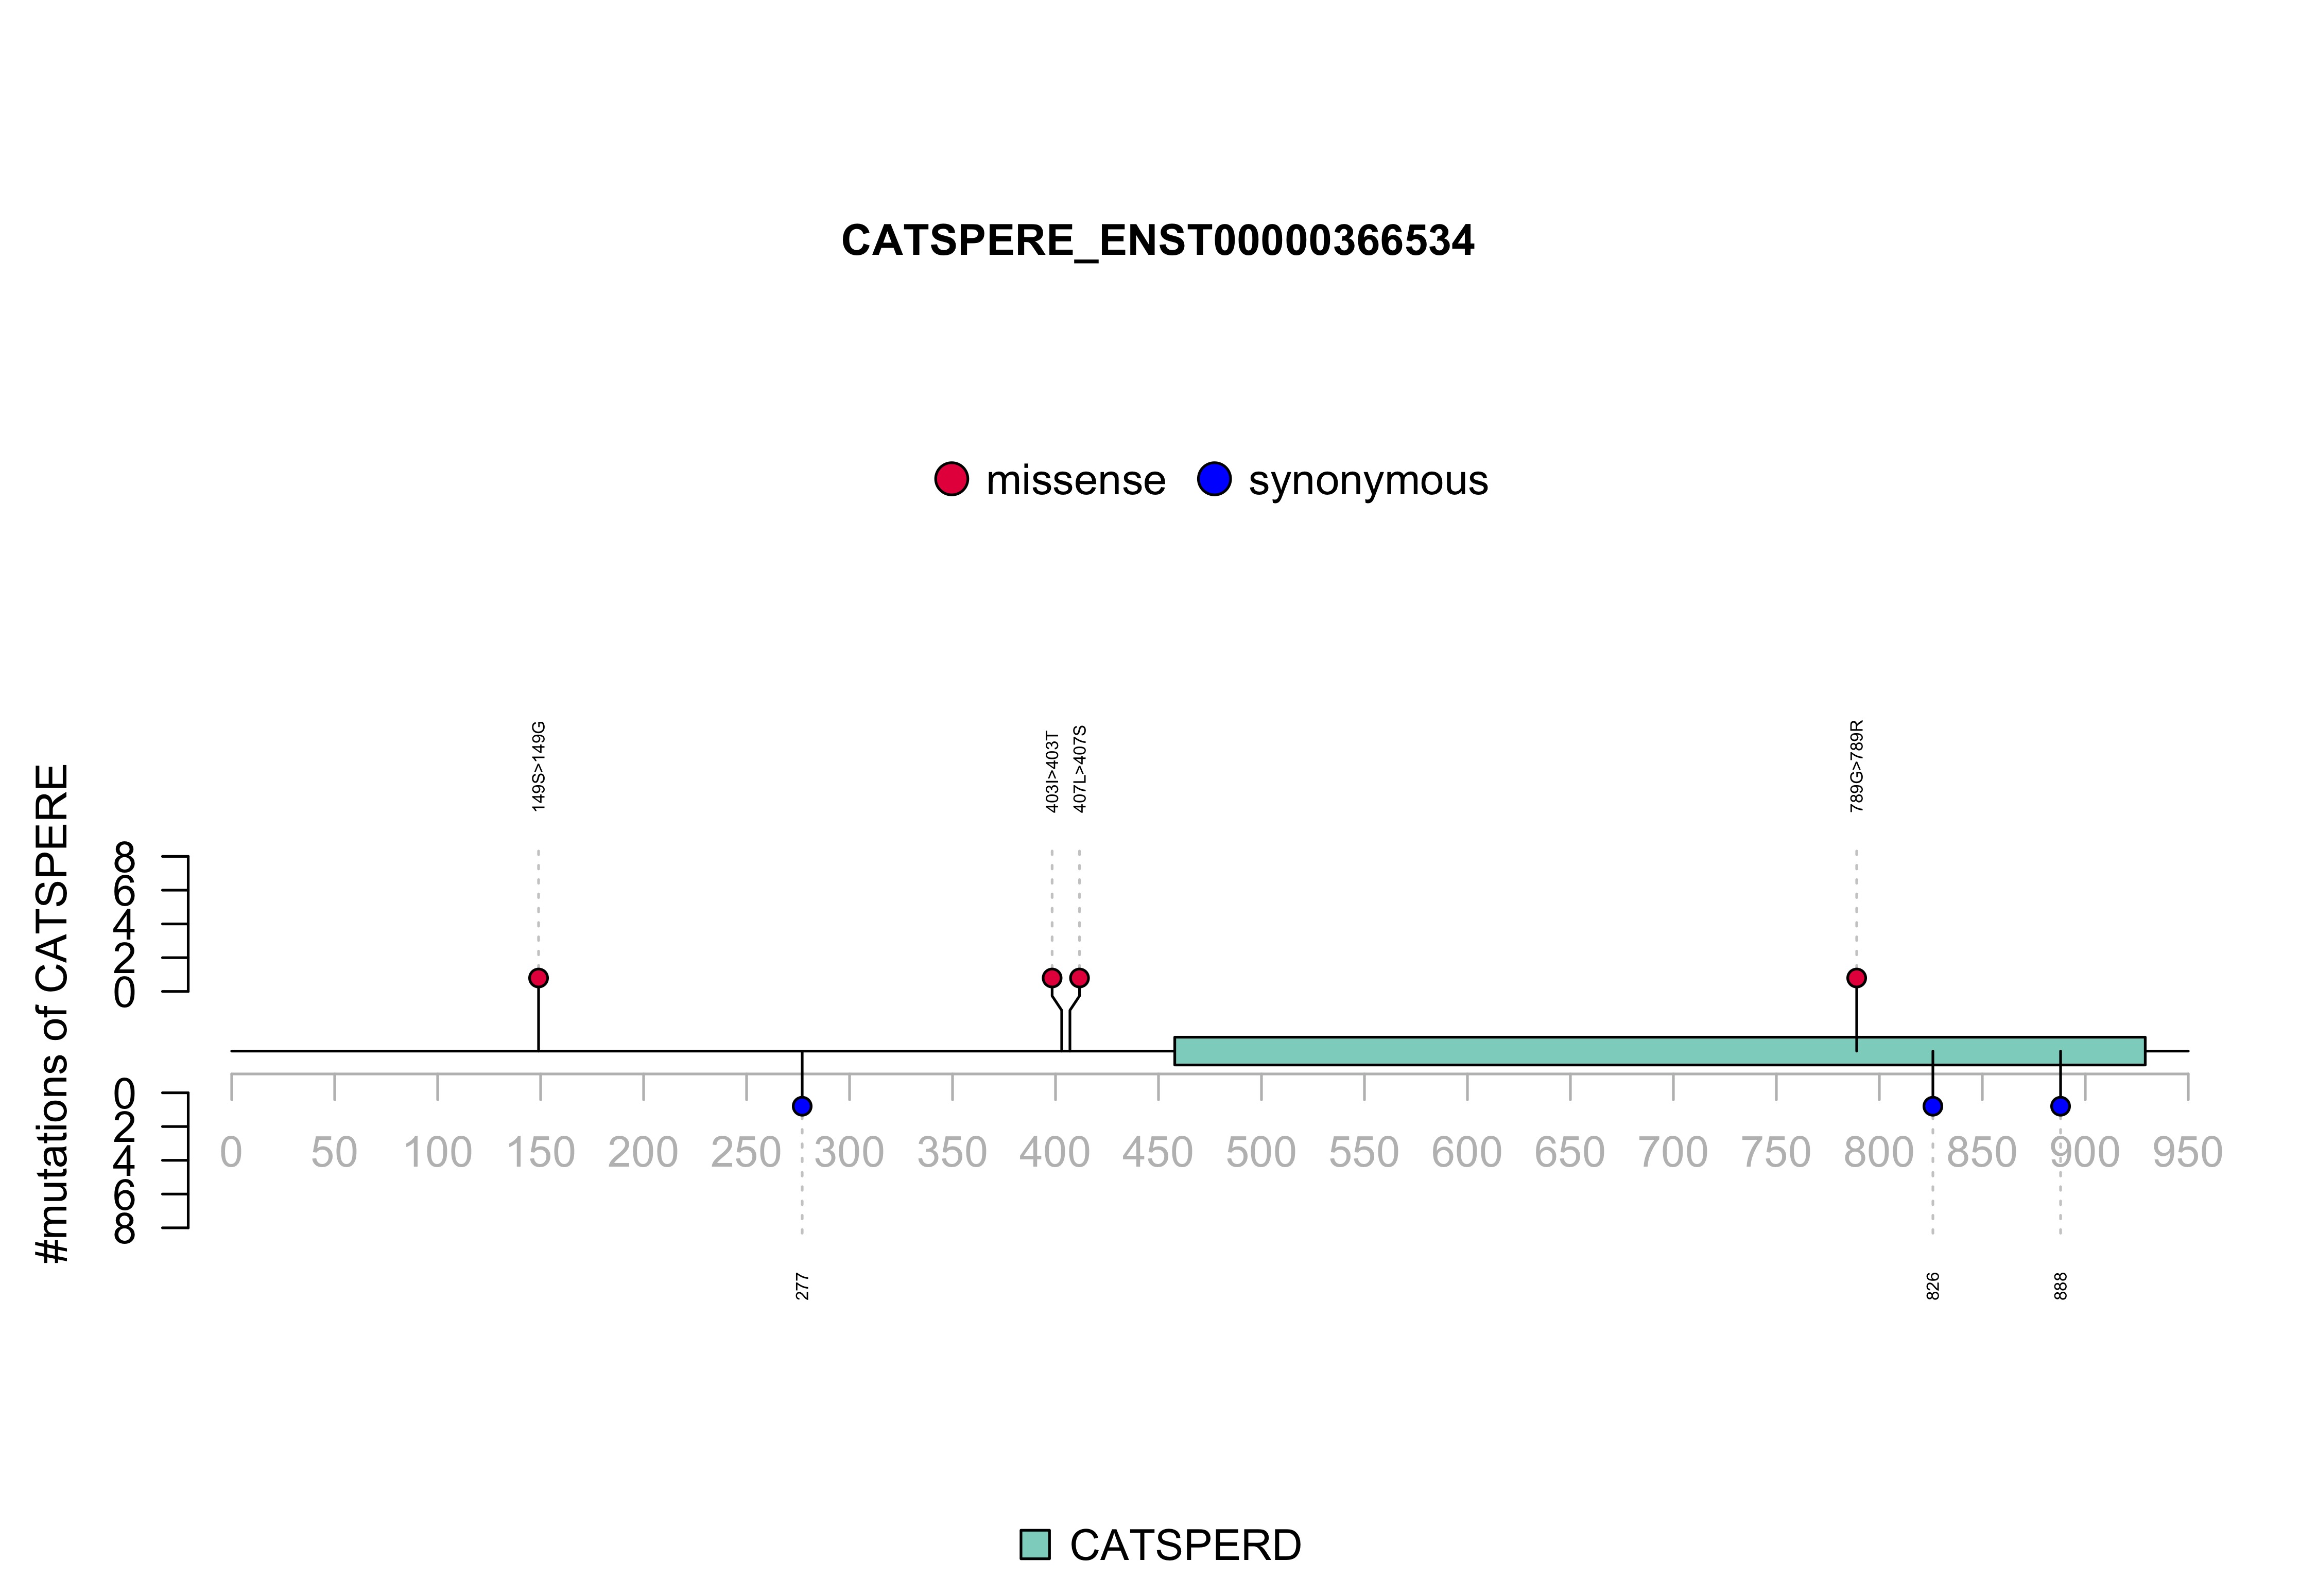 CATSPERE_ENST00000366534
missense synonymous
149S>149G
403I>403T
407L>407S
789G>789R
#mutations of CATSPERE
8
6
4
2
0
0
2
4
6
8
0 50 100 150 200 250 300 350 400 450 500 550 600 650 700 750 800 850 900 950
277
826
888
CATSPERD